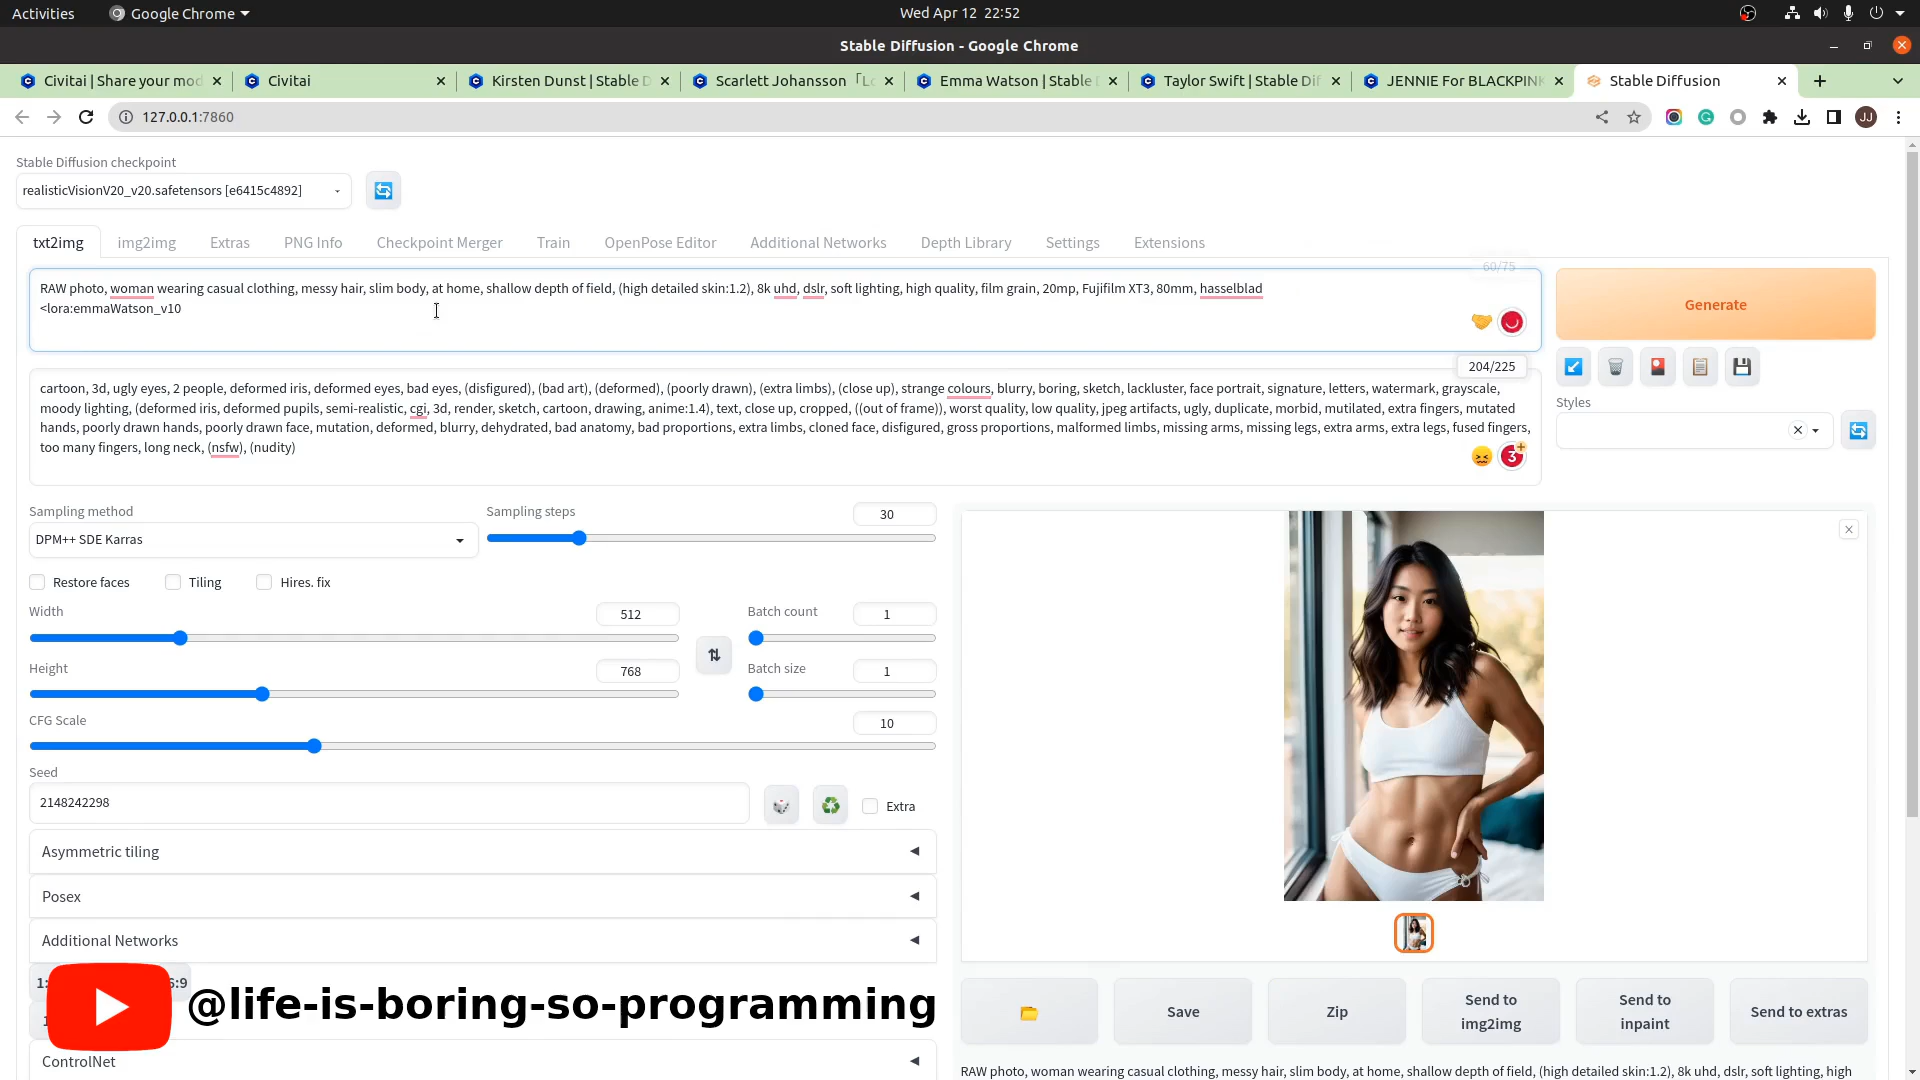 Activities
Google Chrome
Wed Apr 12 22:52
Stable Diffusion - Google Chrome
Civitai | Share your mod
Civitai
Kirsten Dunst | Stable D
Scarlett Johansson「Lo
Emma Watson | Stable
Taylor Swift | Stable Dif
JENNIE For BLACKPINK
Stable Diffusion
127.0.0.1:7860
JJ
Stable Diffusion checkpoint
realisticVisionV20_v20.safetensors [e6415c4892]
txt2img
img2img
Extras
PNG Info
Checkpoint Merger
Train
OpenPose Editor
Additional Networks
Depth Library
Settings
Extensions
60/75
RAW photo, woman wearing casual clothing, messy hair, slim body, at home, shallow depth of field, (high detailed skin:1.2), 8k uhd, dslr, soft lighting, high quality, film grain, 20mp, Fujifilm XT3, 80mm, hasselblad
<lora:emmaWatson_v10
Generate
204/225
cartoon, 3d, ugly eyes, 2 people, deformed iris, deformed eyes, bad eyes, (disfigured), (bad art), (deformed), (poorly drawn), (extra limbs), (close up), strange colours, blurry, boring, sketch, lackluster, face portrait, signature, letters, watermark, grayscale,
moody lighting, (deformed iris, deformed pupils, semi-realistic, cgi, 3d, render, sketch, cartoon, drawing, anime:1.4), text, close up, cropped, ((out of frame)), worst quality, low quality, jpeg artifacts, ugly, duplicate, morbid, mutilated, extra fingers, mutated
hands, poorly drawn hands, poorly drawn face, mutation, deformed, blurry, dehydrated, bad anatomy, bad proportions, extra limbs, cloned face, disfigured, gross proportions, malformed limbs, missing arms, missing legs, extra arms, extra legs, fused fingers,
too many fingers, long neck, (nsfw), (nudity)
3
Styles
Sampling method
DPM++ SDE Karras
Sampling steps
30
Restore faces
Tiling
Hires. fix
Width
512
Batch count
1
Height
768
Batch size
1
CFG Scale
10
Seed
2148242298
Extra
Asymmetric tiling
Posex
Additional Networks
@life-is-boring-so-programming
ControlNet
Save
Zip
Send to
img2img
Send to
inpaint
Send to extras
RAW photo, woman wearing casual clothing, messy hair, slim body, at home, shallow depth of field, (high detailed skin:1.2), 8k uhd, dslr, soft lighting, high